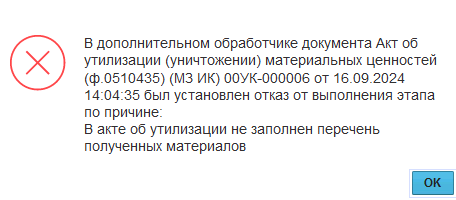 В дополнительном обработчике документа Акт об
утилизации (уничтожении) материальных ценностей
(ф.0510435) (МЗ ИК) 00УК-000006 от 16.09.2024
14:04:35 был установлен отказ от выполнения этапа
по причине:
В акте об утилизации не заполнен перечень
полученных материалов
ОК